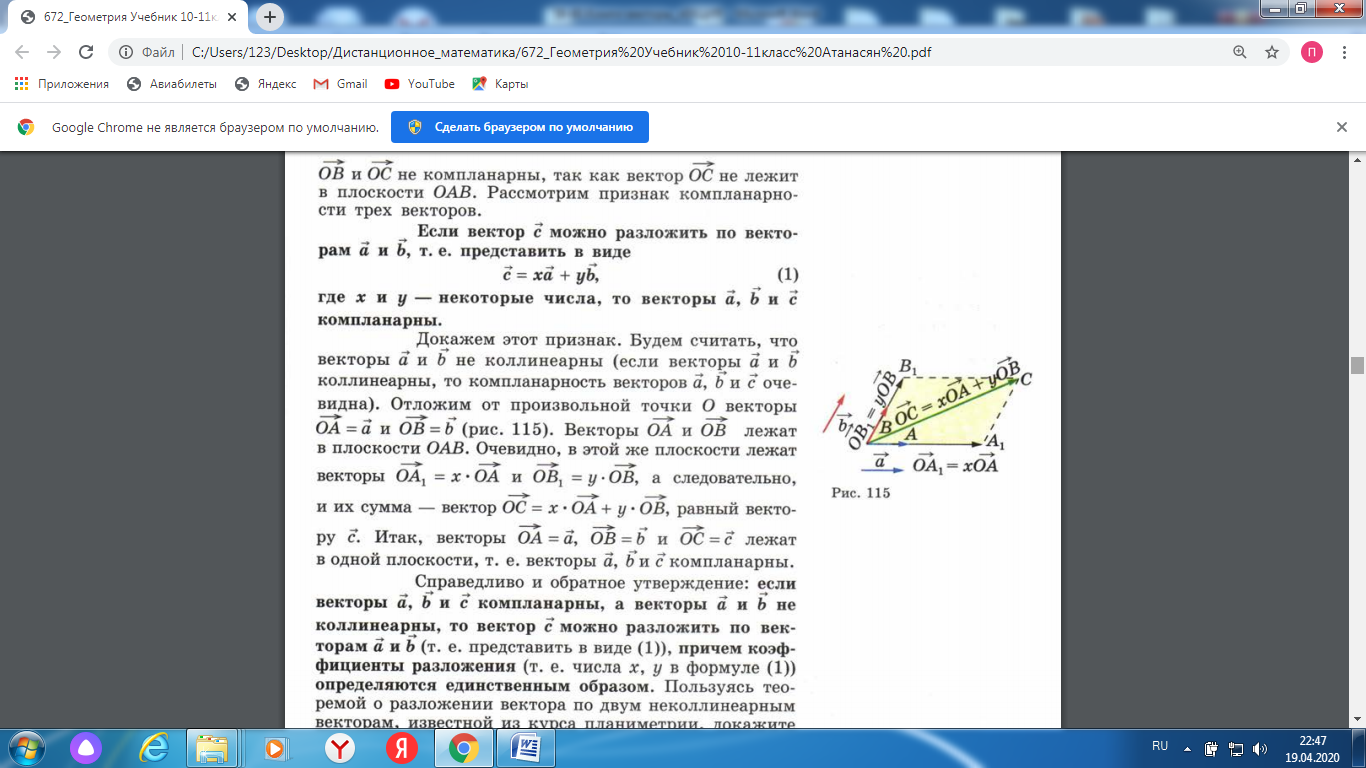 672_Геометрия Учебник 10-11кл
Файл | C:/Users/123/Desktop/Дистанционное_математика/672_Геометрия%20Учебник%2010-11класс%20Атанасян%20.pdf
П
Приложения Авиабилеты Яндекс Gmail YouTube Карты
Google Chrome не является браузером по умолчанию. Сделать браузером по умолчанию
OB и OC не компланарны, так как вектор OC не лежит
в плоскости OAB. Рассмотрим признак компланарно-
сти трех векторов.
Если вектор c⃗ можно разложить по векто-
рам a⃗ и b⃗, т. е. представить в виде
c⃗ = xa⃗ + yb⃗, (1)
где x и y — некоторые числа, то векторы a⃗, b⃗ и c⃗
компланарны.
Докажем этот признак. Будем считать, что
векторы a⃗ и b⃗ не коллинеарны (если векторы a⃗ и b⃗
коллинеарны, то компланарность векторов a⃗, b⃗ и c⃗ оче-
видна). Отложим от произвольной точки O векторы
OA = a⃗ и OB = b⃗ (рис. 115). Векторы OA и OB лежат
в плоскости OAB. Очевидно, в этой же плоскости лежат
векторы OA₁ = x · OA и OB₁ = y · OB, а следовательно,
и их сумма — вектор OC = x · OA + y · OB, равный векто-
ру c⃗. Итак, векторы OA = a⃗, OB = b⃗ и OC = c⃗ лежат
в одной плоскости, т. е. векторы a⃗, b⃗ и c⃗ компланарны.
Справедливо и обратное утверждение: если
векторы a⃗, b⃗ и c⃗ компланарны, а векторы a⃗ и b⃗ не
коллинеарны, то вектор c⃗ можно разложить по век-
торам a⃗ и b⃗ (т. е. представить в виде (1)), причем коэф-
фициенты разложения (т. е. числа x, y в формуле (1))
определяются единственным образом. Пользуясь тео-
ремой о разложении вектора по двум неколлинеарным
векторам, известной из курса планиметрии, докажите
B₁
OB₁ = yOB
OC = xOA + yOB
C
b⃗
B
A
A₁
a⃗
OA₁ = xOA
Рис. 115
RU
22:47
19.04.2020